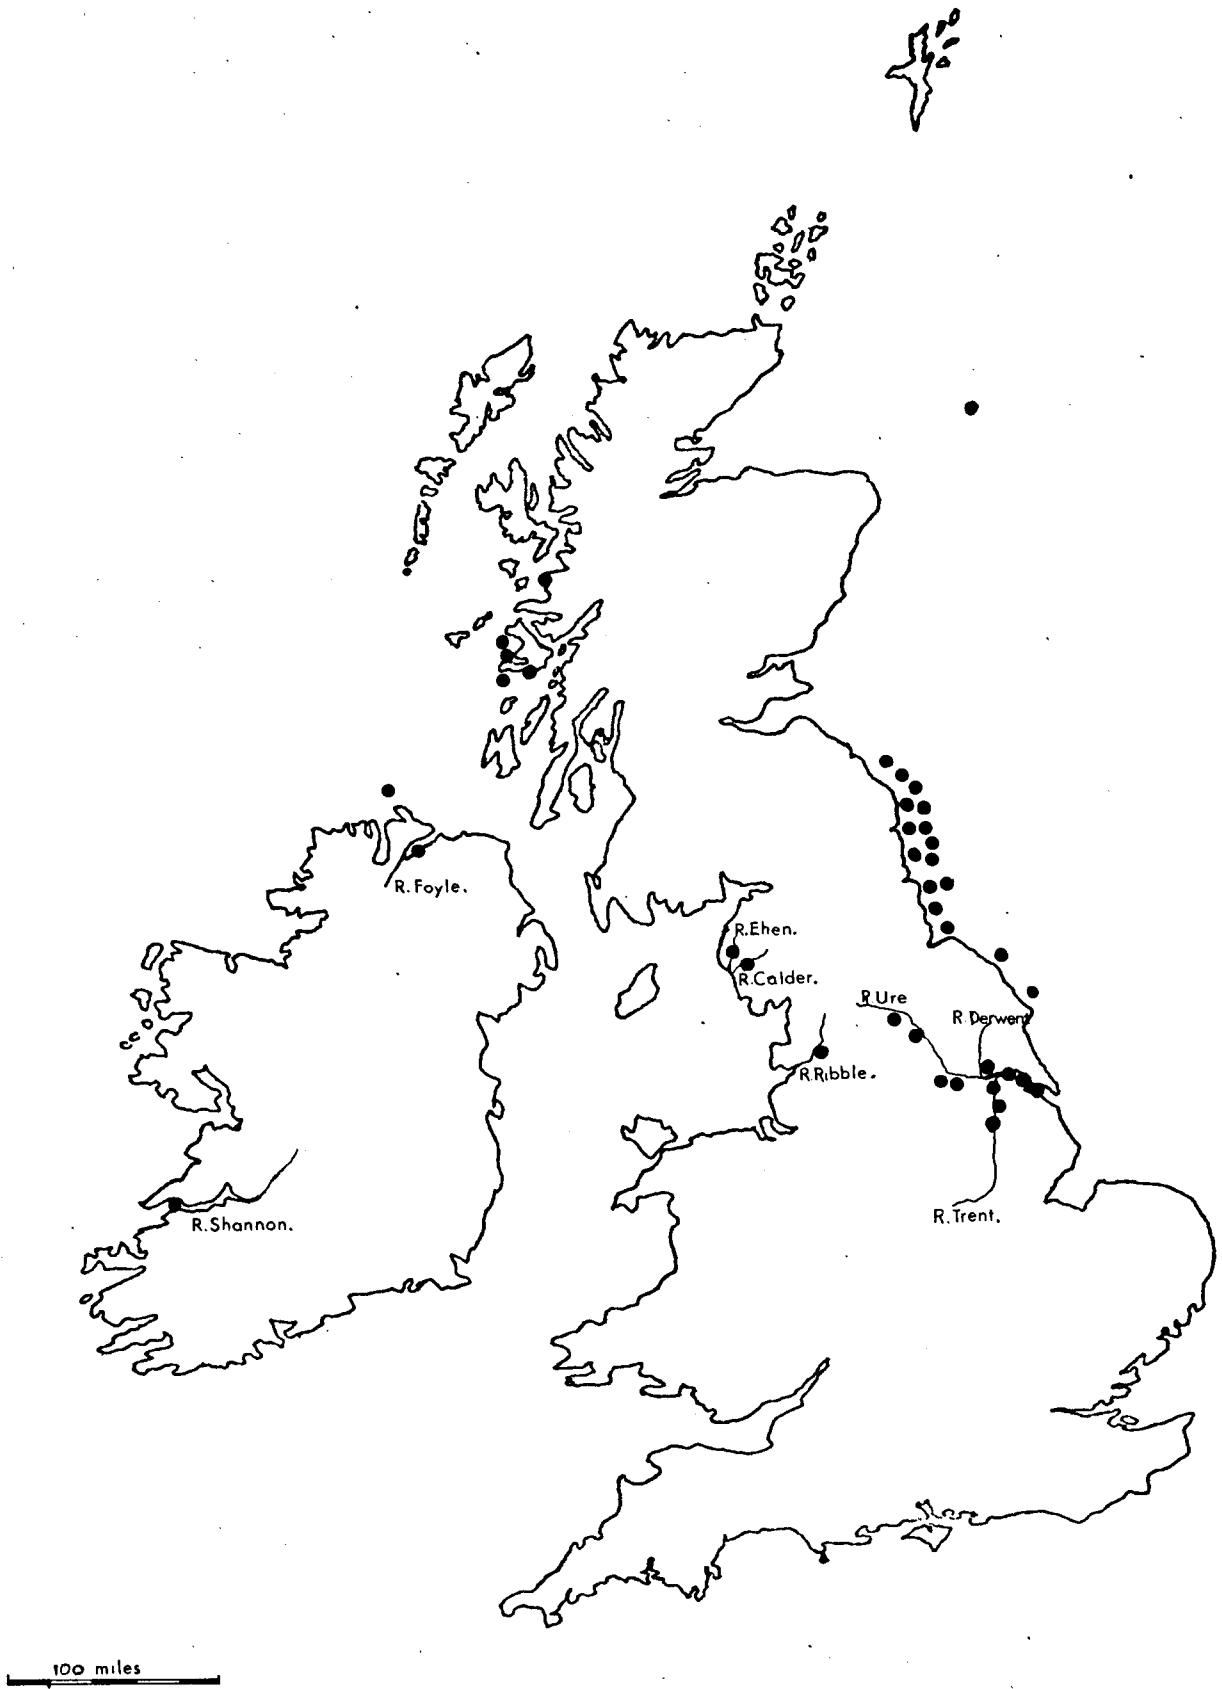 R. Foyle.
R. Ehen.
R. Calder.
R. Ure
R. Derwent
R. Ribble.
R. Shannon.
R. Trent.
100 miles